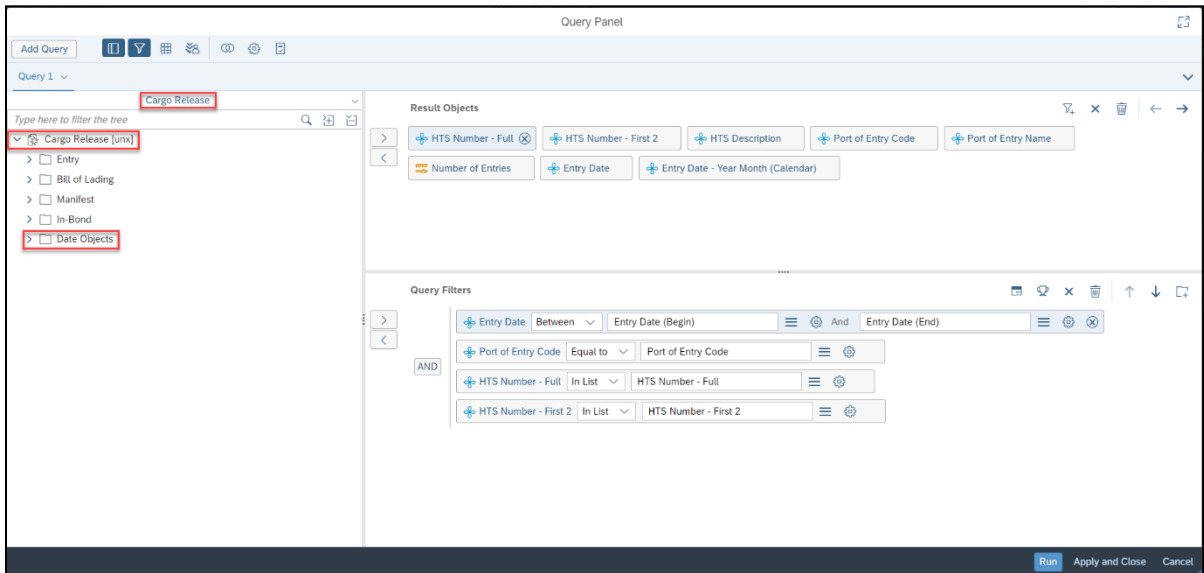 Query Panel
Add Query
Query 1
Cargo Release
Type here to filter the tree
Cargo Release [unx]
Entry
Bill of Lading
Manifest
In-Bond
Date Objects
Result Objects
HTS Number - Full HTS Number - First 2 HTS Description Port of Entry Code Port of Entry Name
Number of Entries Entry Date Entry Date - Year Month (Calendar)
Query Filters
AND
Entry Date Between Entry Date (Begin) And Entry Date (End)
Port of Entry Code Equal to Port of Entry Code
HTS Number - Full In List HTS Number - Full
HTS Number - First 2 In List HTS Number - First 2
Run Apply and Close Cancel